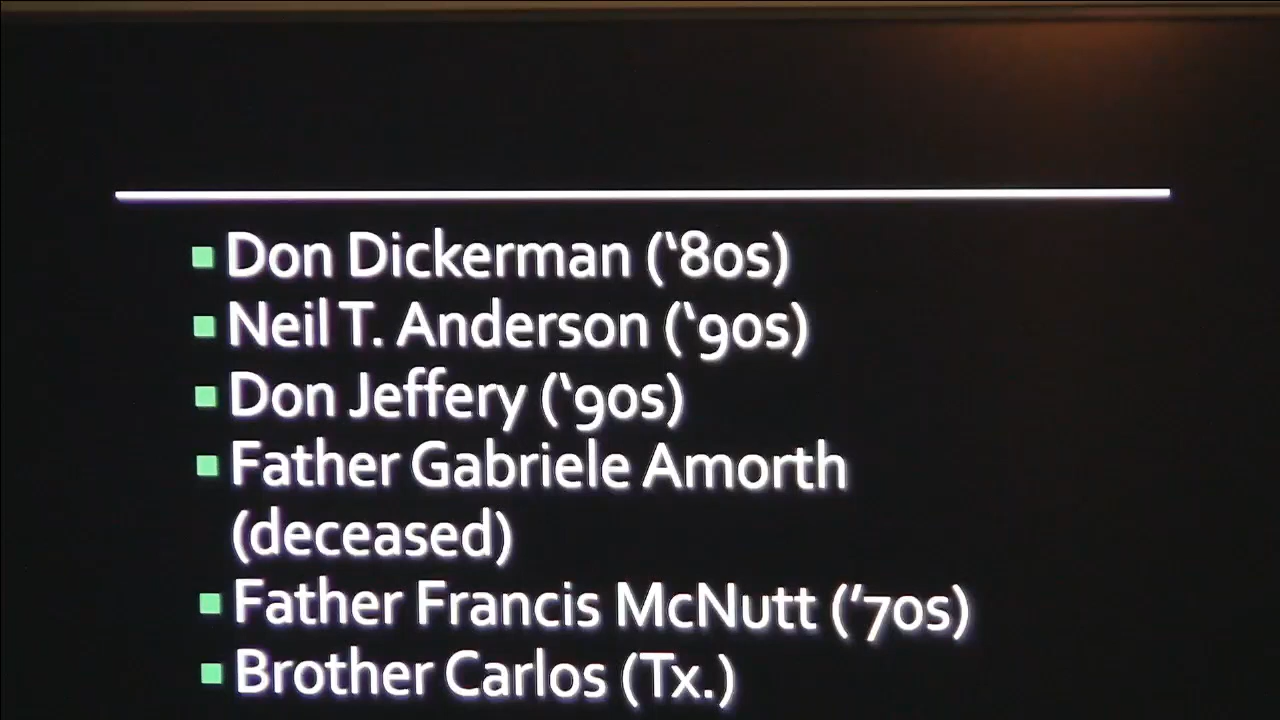 Don Dickerman (‘80s)
Neil T. Anderson (‘90s)
Don Jeffery (‘90s)
Father Gabriele Amorth
(deceased)
Father Francis McNutt (’70s)
Brother Carlos (Tx.)